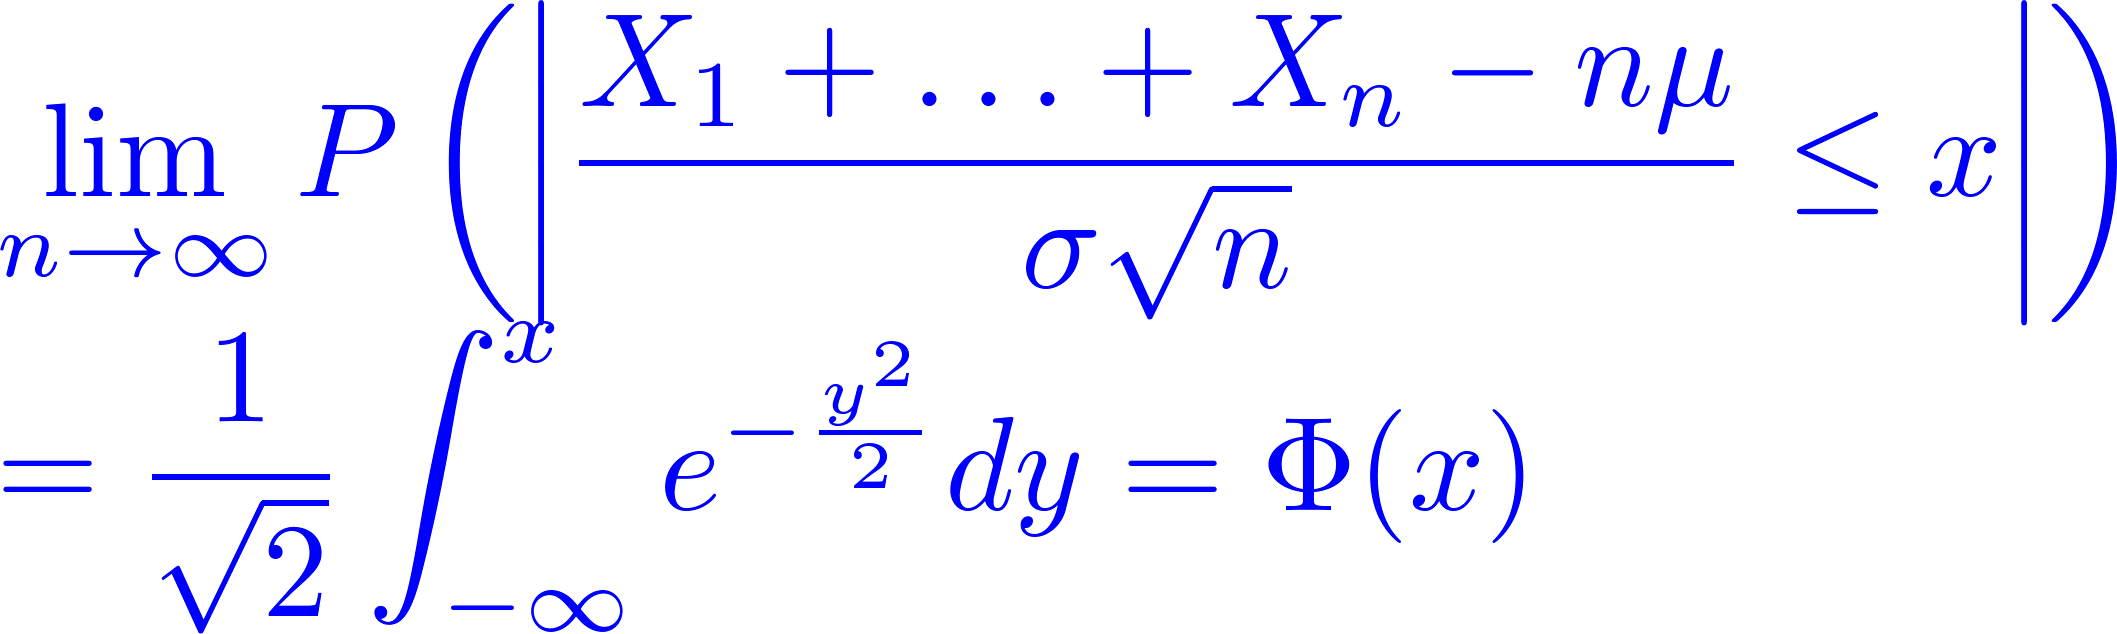 \lim_{n \to \infty} P \left( \left| \frac{X_1 + \ldots + X_n - n\mu}{\sigma\sqrt{n}} \leq x \right| \right)
= \frac{1}{\sqrt{2}} \int_{-\infty}^{x} e^{-\frac{y^2}{2}} dy = \Phi(x)